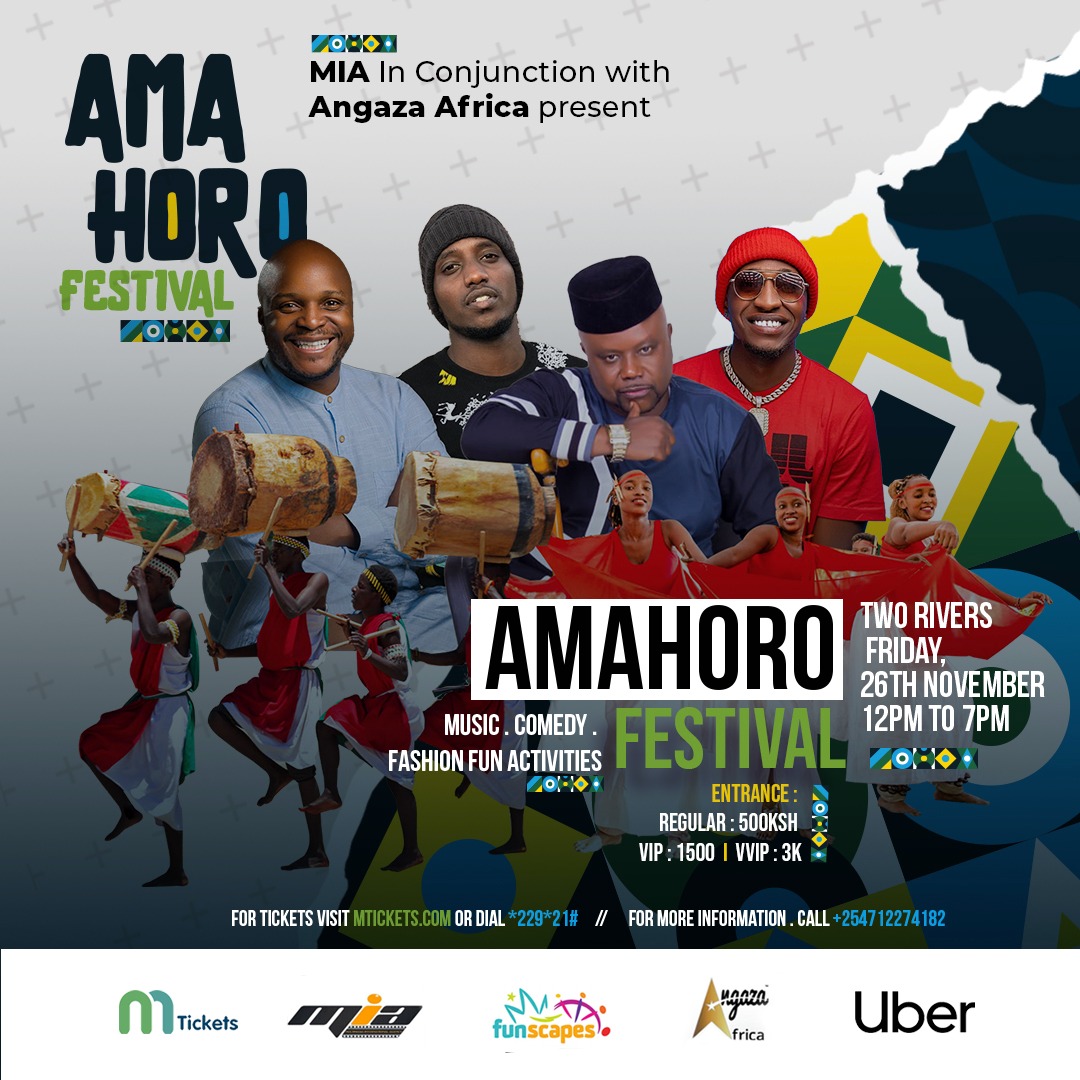 AMA
HORO
FESTIVAL
MIA In Conjunction with
Angaza Africa present
AMAHORO
FESTIVAL
MUSIC . COMEDY .
FASHION FUN ACTIVITIES
TWO RIVERS
FRIDAY,
26TH NOVEMBER
12PM TO 7PM
ENTRANCE :
REGULAR : 500KSH
VIP : 1500 I VVIP : 3K
FOR TICKETS VISIT MTICKETS.COM OR DIAL *229*21# // FOR MORE INFORMATION . CALL +254712274182
m Tickets
mia
funscapes
Angaza
Africa
Uber